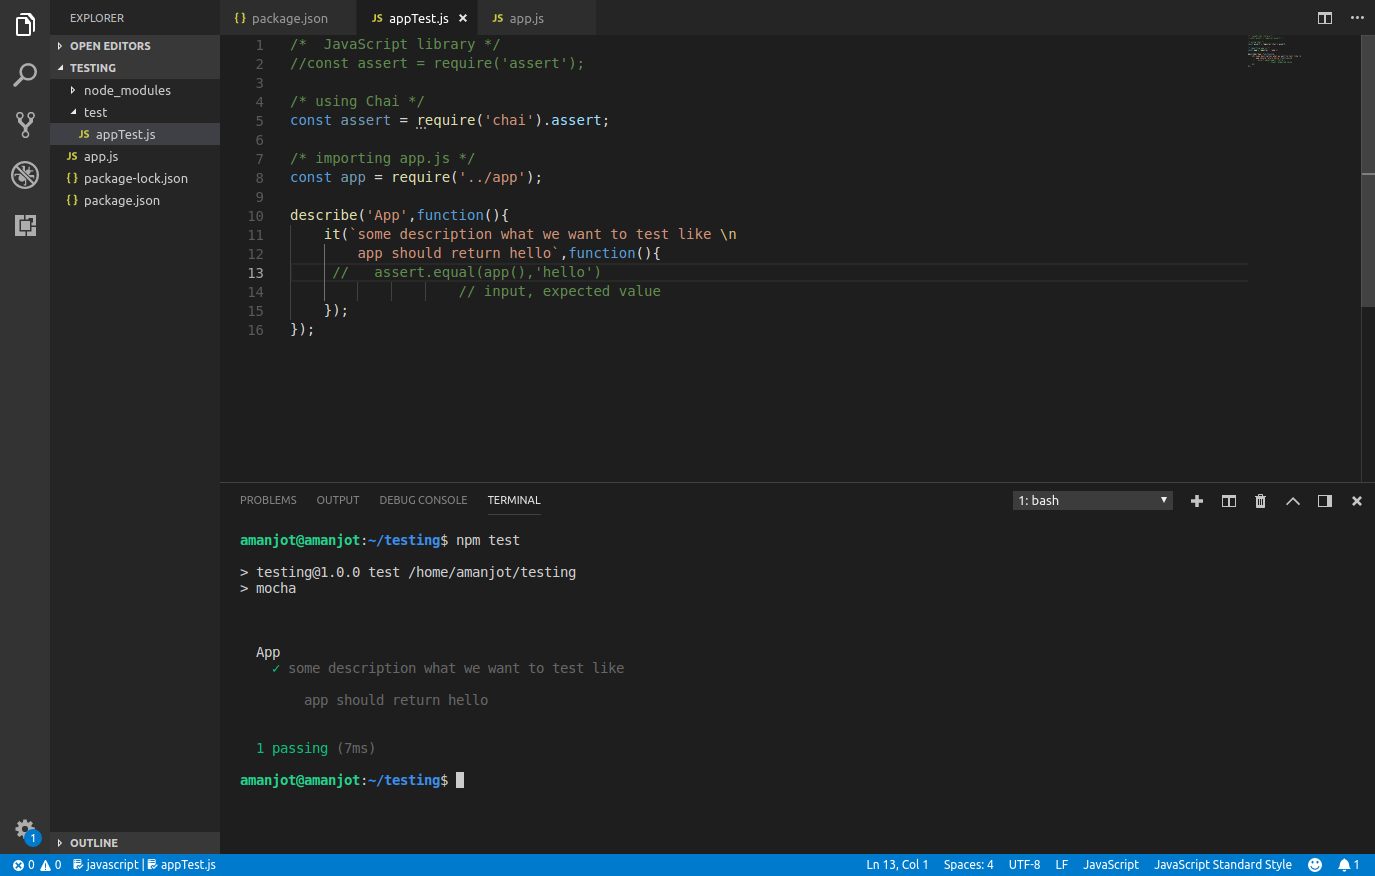 EXPLORER
OPEN EDITORS
TESTING
node_modules
test
JS appTest.js
JS app.js
{} package-lock.json
{} package.json
OUTLINE
1
{} package.json
JS appTest.js ×
JS app.js
1 /*  JavaScript library */
2 //const assert = require('assert');
3
4 /* using Chai */
5 const assert = require('chai').assert;
6
7 /* importing app.js */
8 const app = require('../app');
9
10 describe('App',function(){
11     it(`some description what we want to test like \n
12         app should return hello`,function(){
13      //   assert.equal(app(),'hello')
14                     // input, expected value
15     });
16 });
PROBLEMS OUTPUT DEBUG CONSOLE TERMINAL 1: bash
amanjot@amanjot:~/testing$ npm test
> testing@1.0.0 test /home/amanjot/testing
> mocha
App
✓ some description what we want to test like
app should return hello
1 passing (7ms)
amanjot@amanjot:~/testing$
0 0 javascript | appTest.js Ln 13, Col 1 Spaces: 4 UTF-8 LF JavaScript JavaScript Standard Style 1